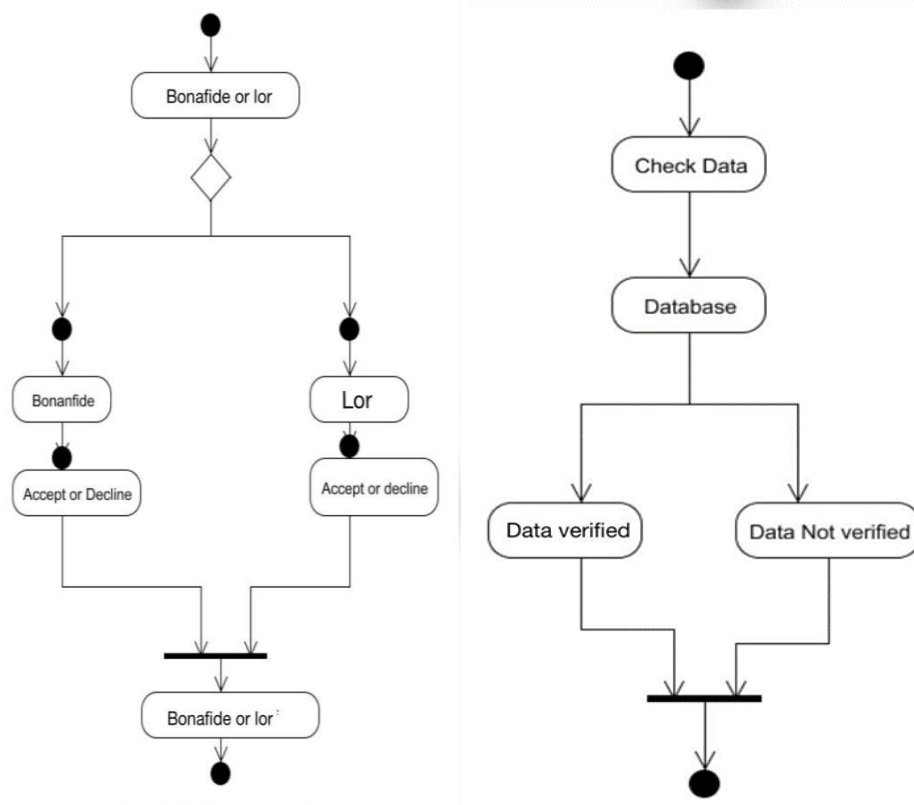 Bonafide or lor
Bonanfide
Lor
Accept or Decline
Accept or decline
Bonafide or lor
Check Data
Database
Data verified
Data Not verified